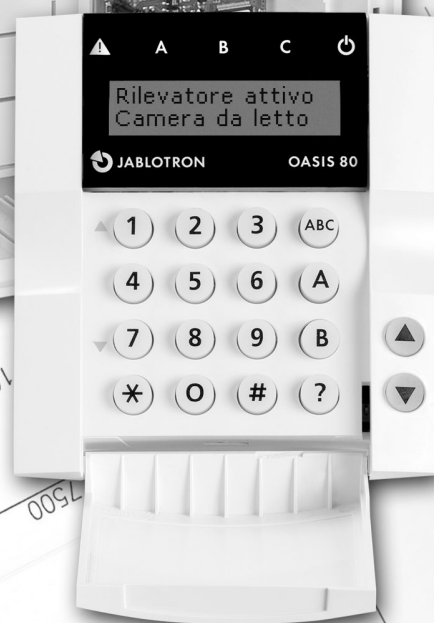 A B C
Rilevatore attivo
Camera da letto
JABLOTRON OASIS 80
1 2 3 ABC
4 5 6 A
7 8 9 B
* O # ?
7500